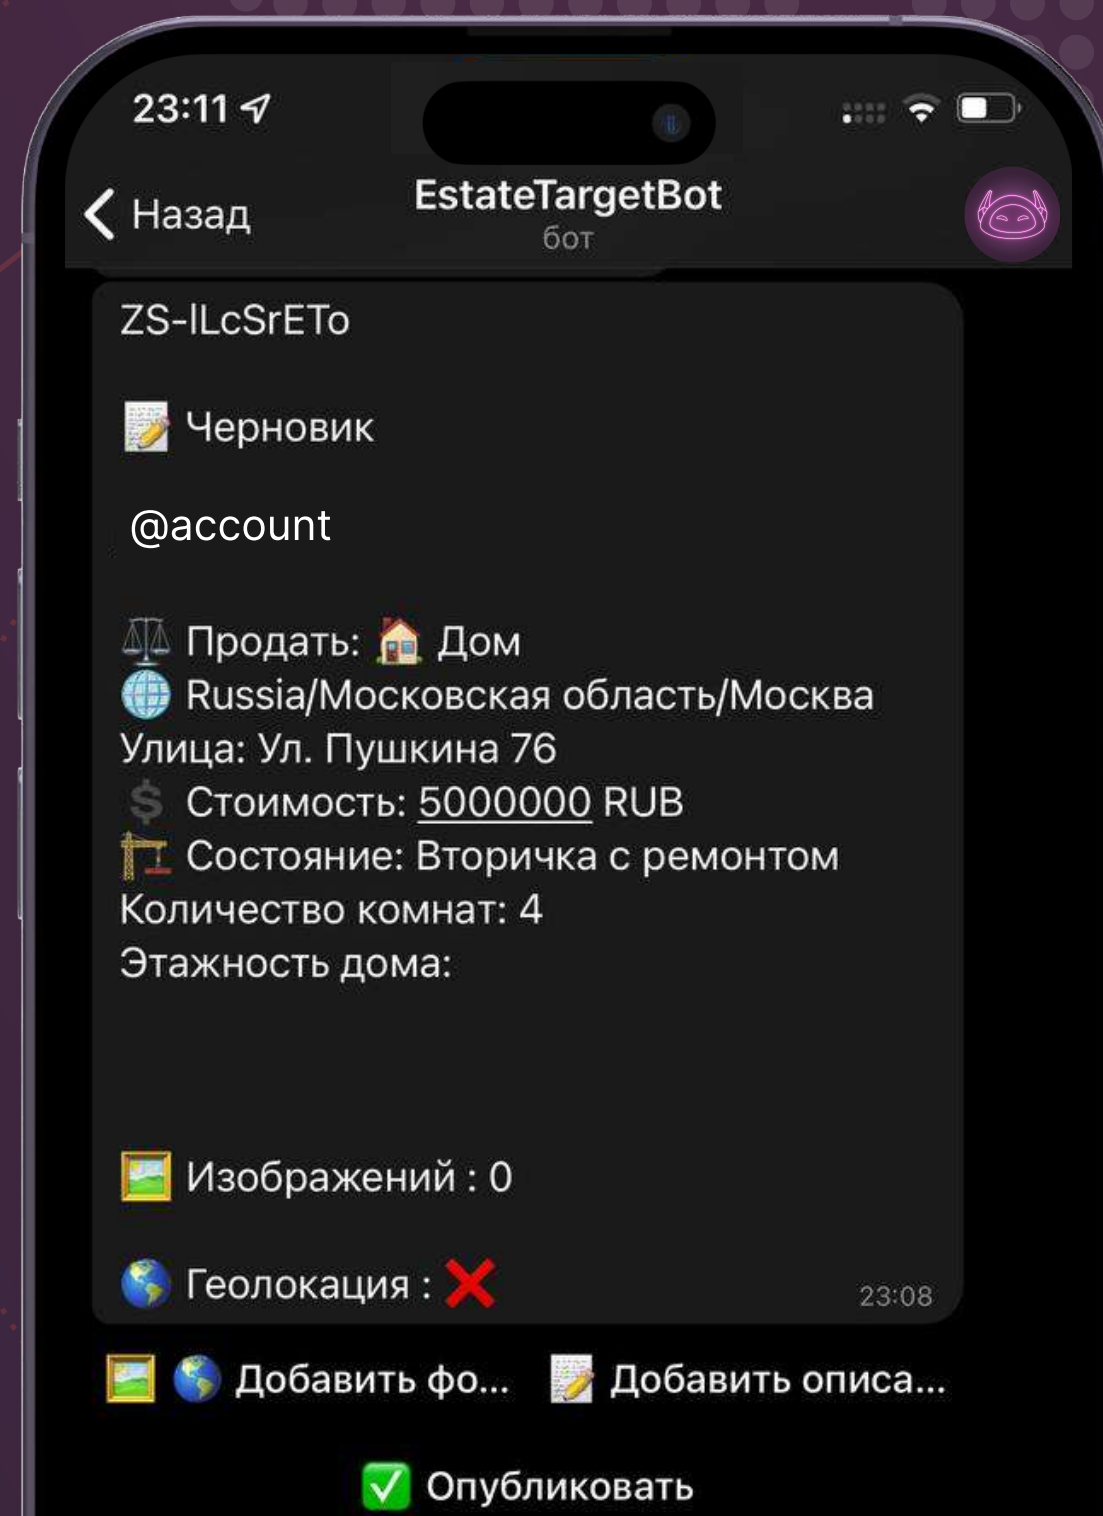 23:11
Назад
EstateTargetBot
бот
ZS-lLcSrETo
Черновик
@account
Продать: Дом
Russia/Московская область/Москва
Улица: Ул. Пушкина 76
Стоимость: 5000000 RUB
Состояние: Вторичка с ремонтом
Количество комнат: 4
Этажность дома:
Изображений : 0
Геолокация : ❌
23:08
Добавить фо... Добавить описа...
Опубликовать